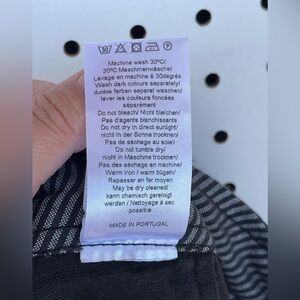 Machine wash 30ºC/
30ºC Maschinenwäsche/
Lavage en machine à 30degrés
Wash dark colours separately/
dunkle farben separat waschen/
laver les couleurs foncées
séparément
Do not bleach/ Nicht bleichen/
Pas d'agents blanchissants
Do not dry in direct sunlight/
nicht in der Sonne trocknen/
Pas de séchage au soleil
Do not tumble dry/
nicht in Maschine trocknen/
Pas de séchage en machine
Warm iron / warm bügen/
Repasser en fer moyen
May be dry cleaned/
kann chemisch gereinigt
werden / Nettoyage à sec
possible
MADE IN PORTUGAL